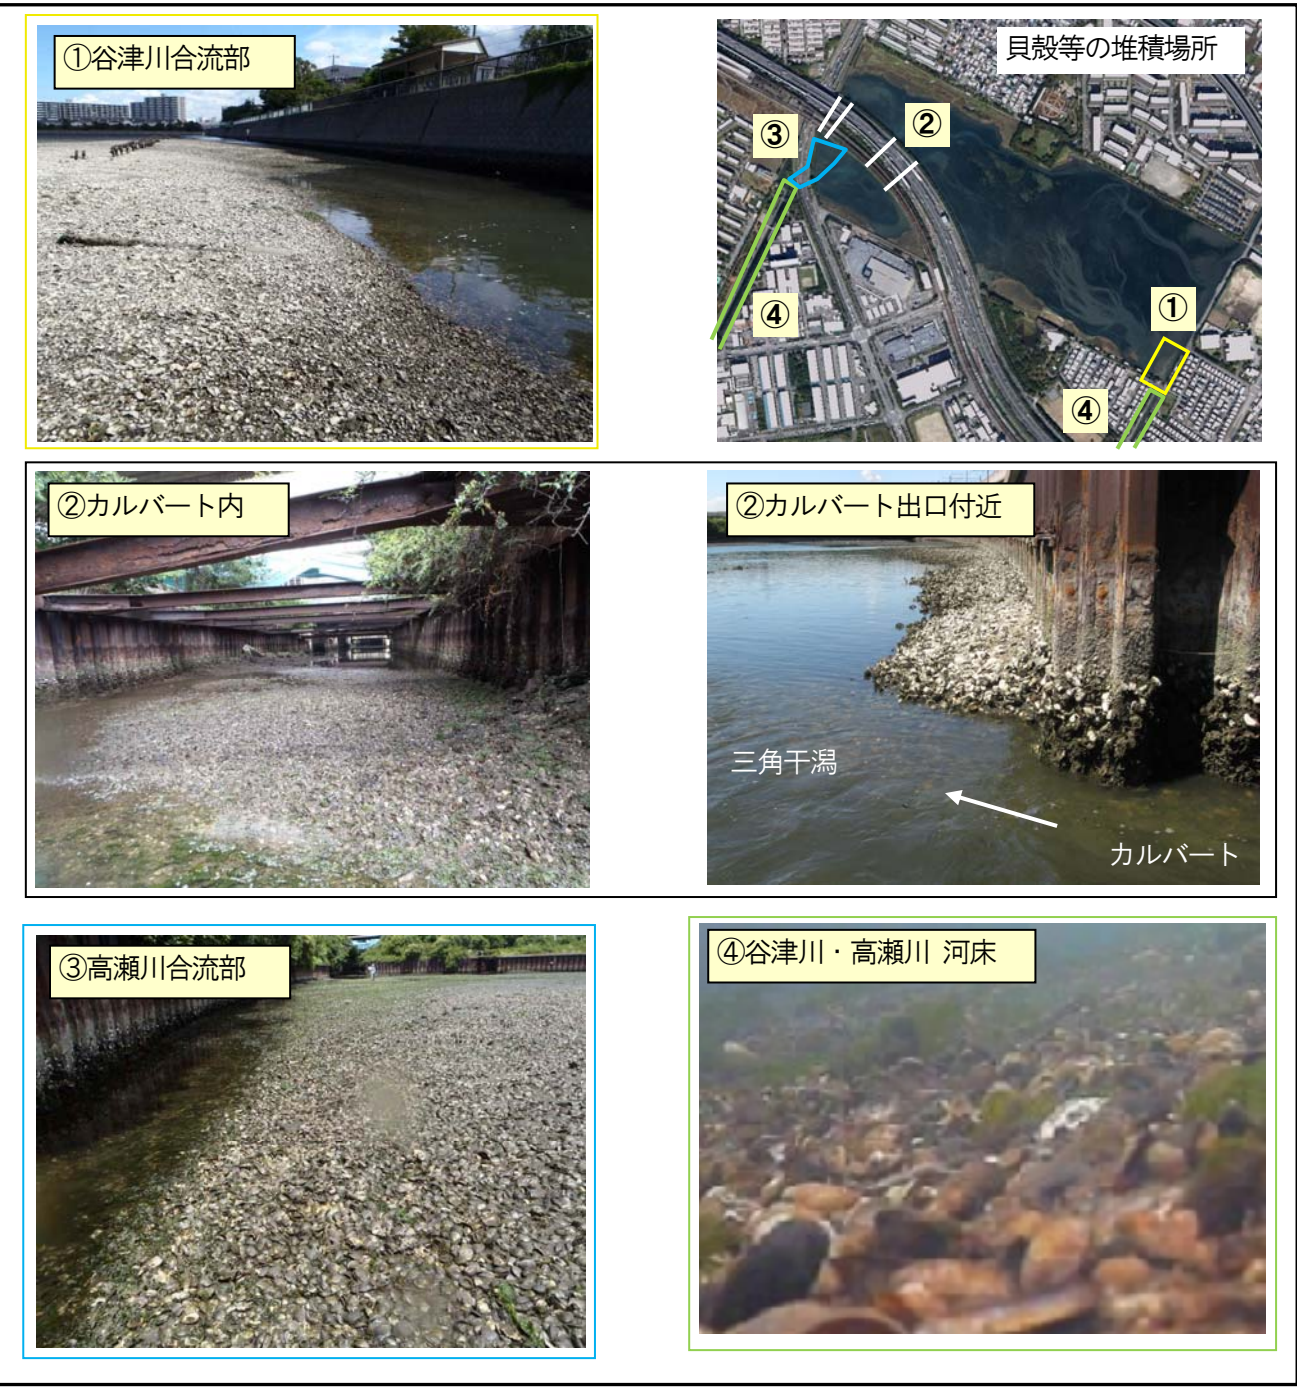 ①谷津川合流部
貝殻等の堆積場所
③
②
④
①
④
②カルバート内
②カルバート出口付近
三角干潟
カルバート
③高瀬川合流部
④谷津川・高瀬川 河床